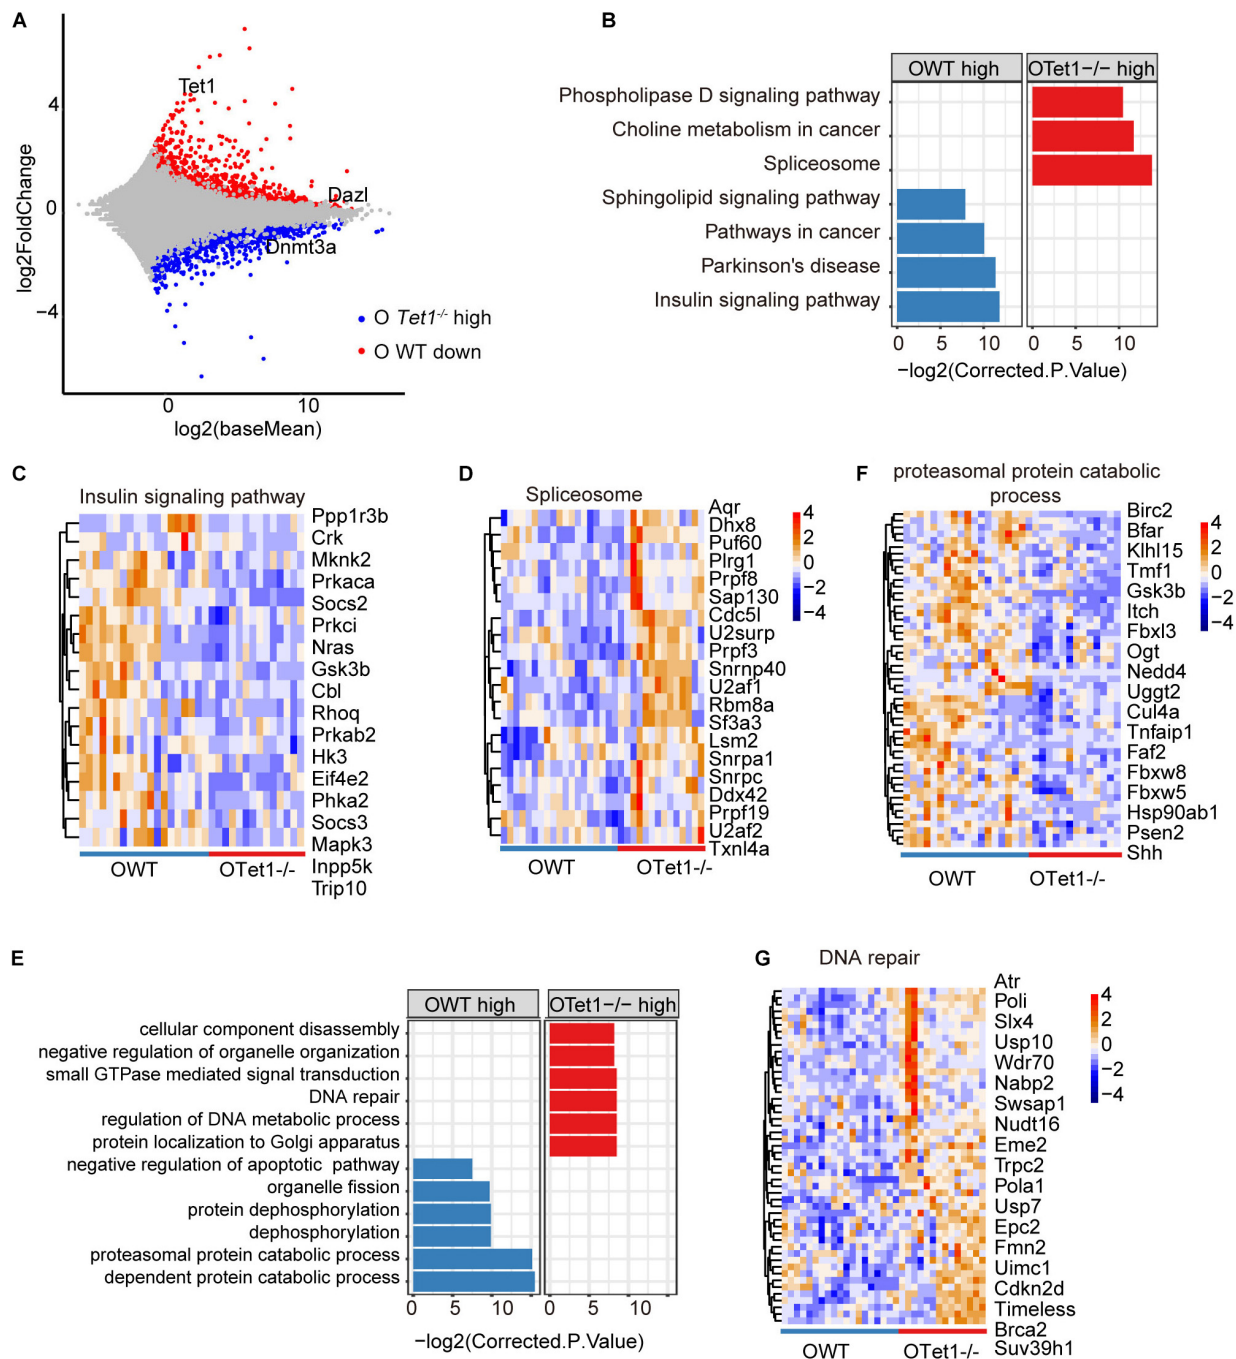 A
4
0
−4
log2FoldChange
Tet1
Dazl
Dnmt3a
O Tet1-/- high
O WT down
0 10
log2(baseMean)
B
OWT high OTet1−/− high
Phospholipase D signaling pathway
Choline metabolism in cancer
Spliceosome
Sphingolipid signaling pathway
Pathways in cancer
Parkinson's disease
Insulin signaling pathway
0 5 10 0 5 10
−log2(Corrected.P.Value)
C
Insulin signaling pathway
Ppp1r3b
Crk
Mknk2
Prkaca
Socs2
Prkci
Nras
Gsk3b
Cbl
Rhoq
Prkab2
Hk3
Eif4e2
Phka2
Socs3
Mapk3
Inpp5k
Trip10
OWT OTet1-/-
D
Spliceosome
Aqr
Dhx8
Puf60
Plrg1
Prpf8
Sap130
Cdc5l
U2surp
Prpf3
Snrnp40
U2af1
Rbm8a
Sf3a3
Lsm2
Snrpa1
Snrpc
Ddx42
Prpf19
U2af2
Txnl4a
4
2
0
−2
−4
OWT OTet1-/-
F
proteasomal protein catabolic
process
Birc2
Bfar
Klhl15
Tmf1
Gsk3b
Itch
Fbxl3
Ogt
Nedd4
Uggt2
Cul4a
Tnfaip1
Faf2
Fbxw8
Fbxw5
Hsp90ab1
Psen2
Shh
4
2
0
−2
−4
OWT OTet1-/-
E
OWT high OTet1−/− high
cellular component disassembly
negative regulation of organelle organization
small GTPase mediated signal transduction
DNA repair
regulation of DNA metabolic process
protein localization to Golgi apparatus
negative regulation of apoptotic pathway
organelle fission
protein dephosphorylation
dephosphorylation
proteasomal protein catabolic process
dependent protein catabolic process
0 5 10 15 0 5 10 15
−log2(Corrected.P.Value)
G
DNA repair
Atr
Poli
Slx4
Usp10
Wdr70
Nabp2
Swsap1
Nudt16
Eme2
Trpc2
Pola1
Usp7
Epc2
Fmn2
Uimc1
Cdkn2d
Timeless
Brca2
Suv39h1
4
2
0
−2
−4
OWT OTet1-/-